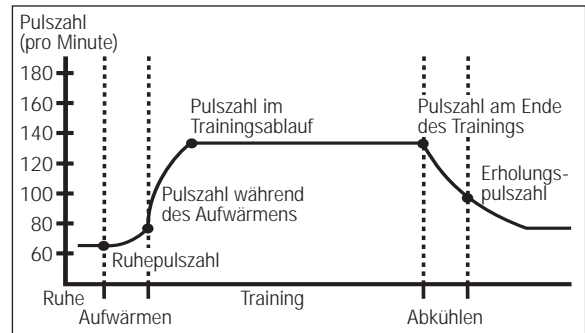 Pulszahl
(pro Minute)
180
160
140
120
100
80
60
Pulszahl im
Trainingsablauf
Pulszahl am Ende
des Trainings
Pulszahl während
des Aufwärmens
Erholungs-
pulszahl
Ruhepulszahl
Ruhe
Training
Aufwärmen
Abkühlen